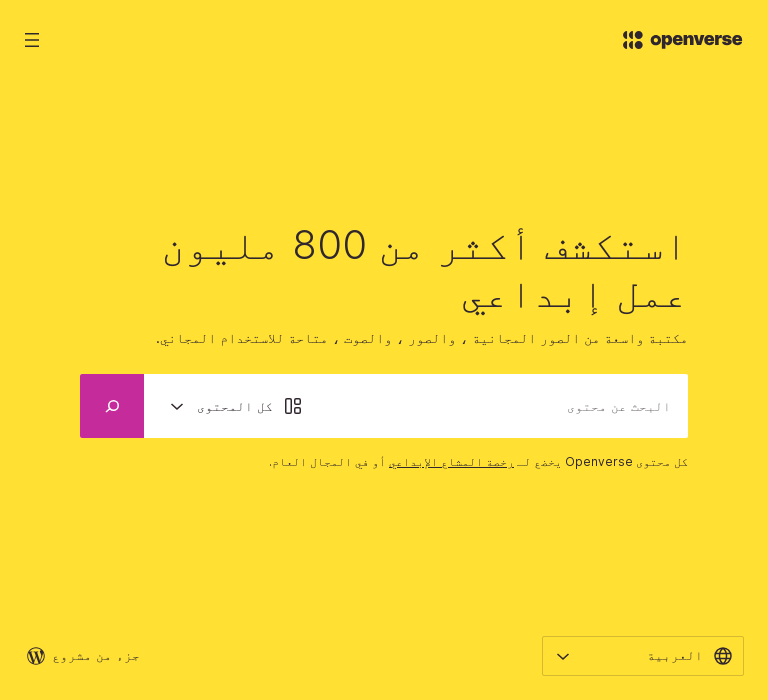 openverse
استكشف أكثر من 800 مليون
عمل إبداعي
مكتبة واسعة من الصور المجانية ، والصور ، والصوت ، متاحة للاستخدام المجاني.
البحث عن محتوى
كل المحتوى
كل محتوى Openverse يخضع لـ رخصة المشاع الإبداعي أو في المجال العام.
العربية
جزء من مشروع